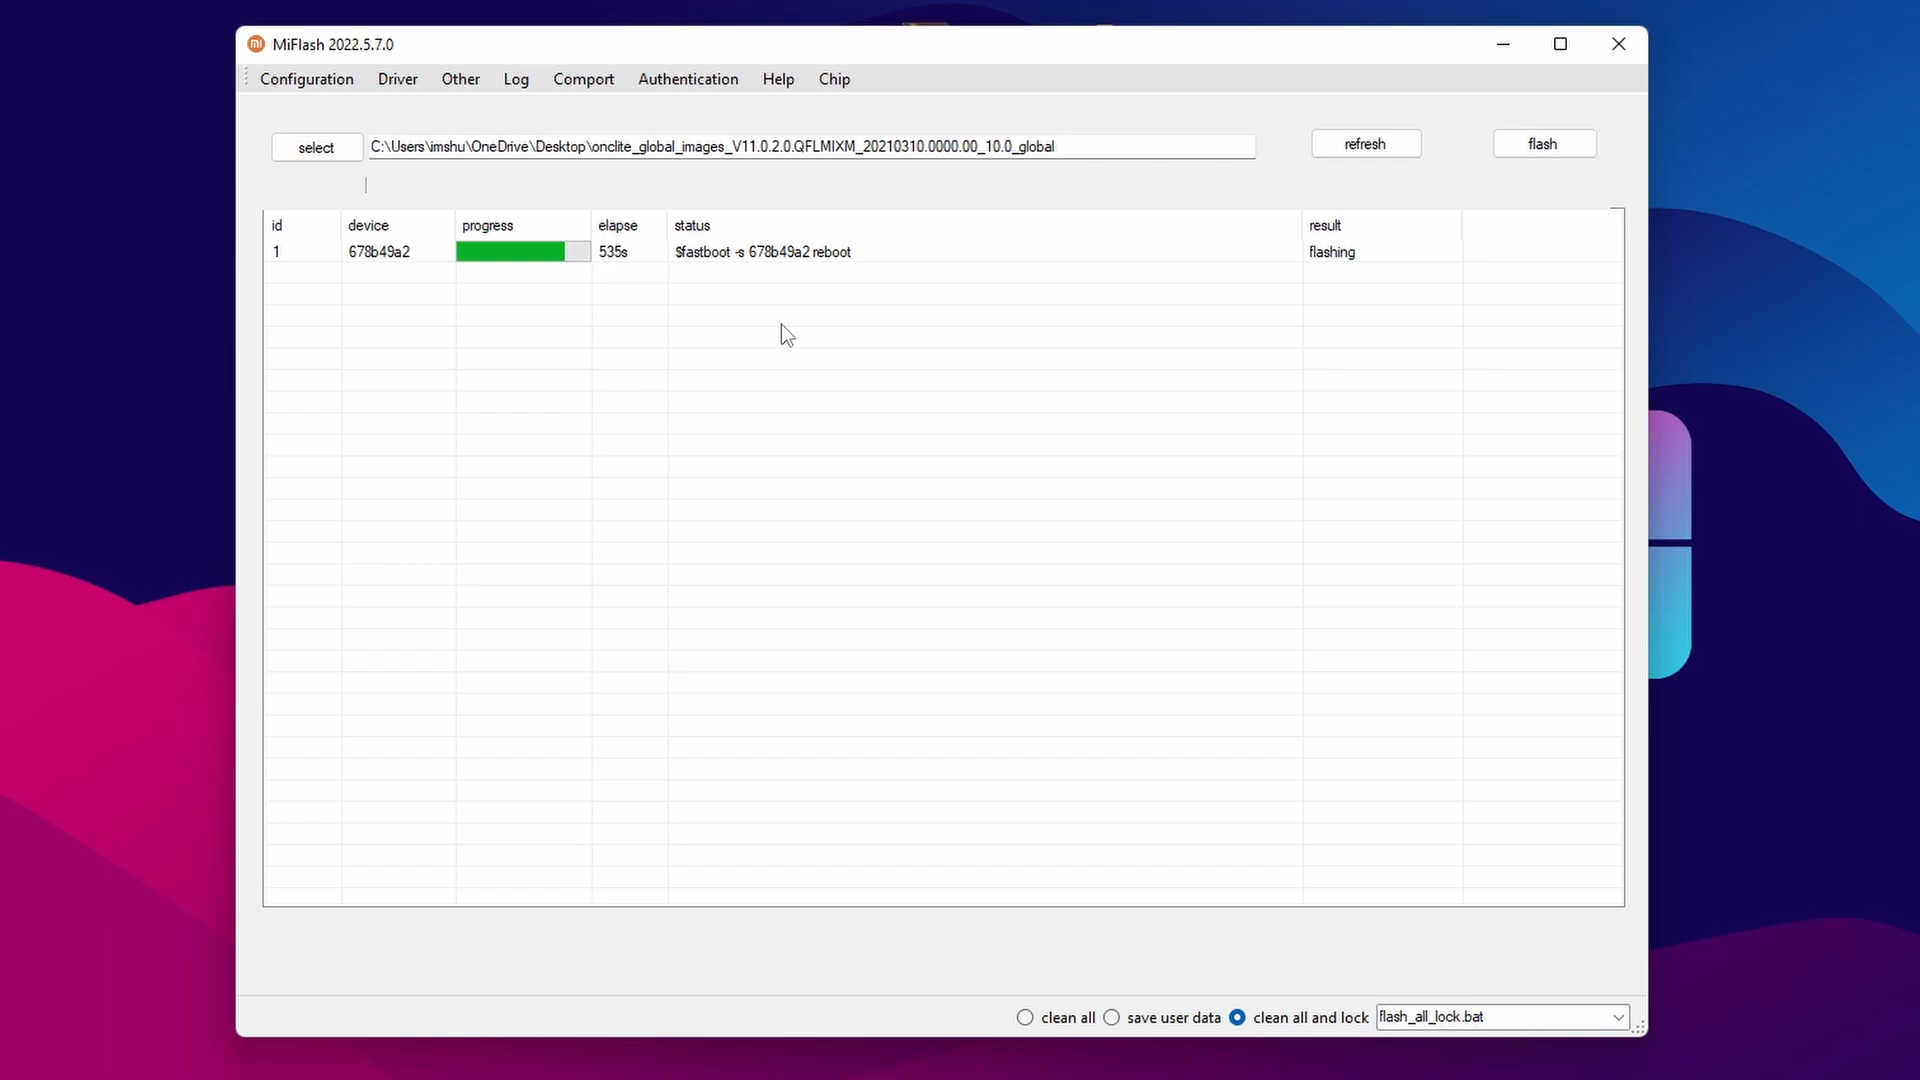 MiFlash 2022.5.7.0
Configuration Driver Other Log Comport Authentication Help Chip
select C:\Users\imshu\OneDrive\Desktop\onclite_global_images_V11.0.2.0.QFLMIXM_20210310.0000.00_10.0_global refresh flash
id device progress elapse status result
1 678b49a2 535s $fastboot -s 678b49a2 reboot flashing
clean all save user data clean all and lock flash_all_lock.bat